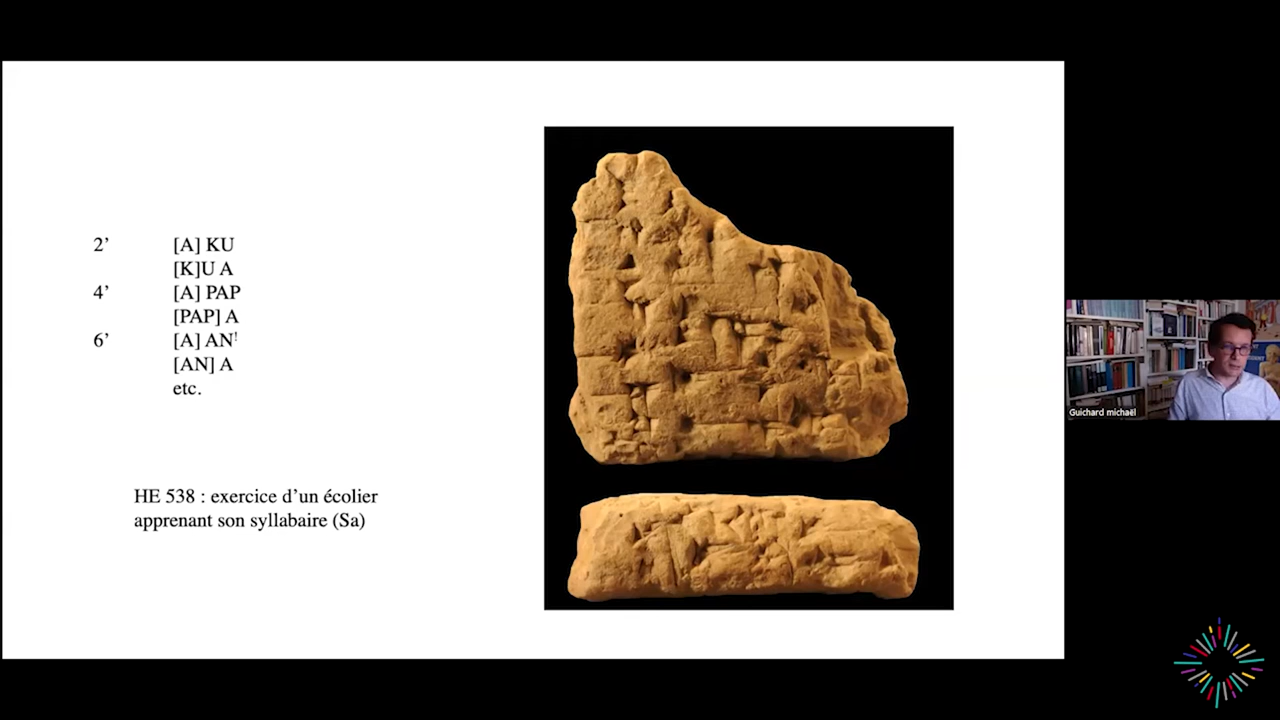 2’ [A] KU
[K]U A
4’ [A] PAP
[PAP] A
6’ [A] AN!
[AN] A
etc.
HE 538 : exercice d’un écolier
apprenant son syllabaire (Sa)
Guichard michaël